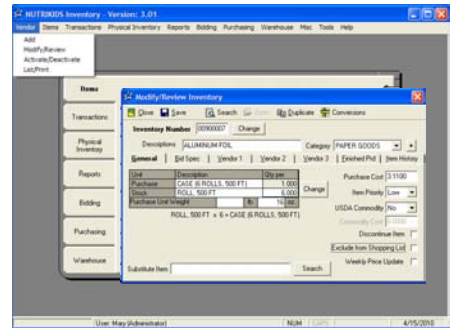 NUTRIKIDS Inventory - Version: 3.01
Vendor Items Transactions Physical Inventory Reports Bidding Purchasing Warehouse Misc Tools Help
Add
Modify/Review
Activate/Deactivate
List/Print
Items
Transactions
Physical Inventory
Reports
Bidding
Purchasing
Warehouse
Modify/Review Inventory
Close Save Search Duplicate Conversions
Inventory Number 00900007 Change
Description ALUMINUM FOIL Category PAPER GOODS
General Bid Spec Vendor 1 Vendor 2 Vendor 3 Finished Prd Item History
Unit Description Qty per
Purchase CASE (6 ROLLS, 500 FT) 1.000
Stock ROLL, 500 FT 6.000
Change
Purchase Unit Weight lb. 16 oz.
ROLL, 500 FT x 6 = CASE (6 ROLLS, 500 FT)
Purchase Cost 3.1100
Item Priority Low
USDA Commodity No
Commodity Cost 0.0000
Discontinue Item
Exclude from Shopping List
Weekly Price Update
Substitute Item Search
User: Mary (Administrator) NUM CAPS 4/15/2010